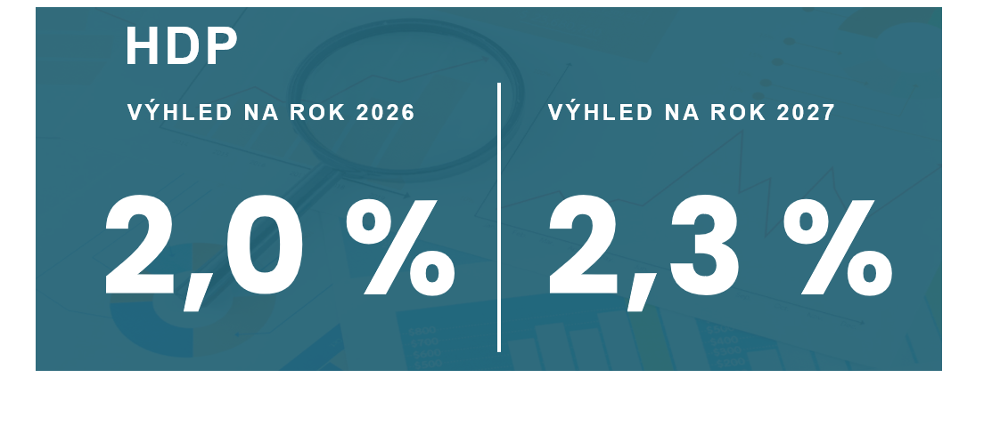 HDP
VÝHLED NA ROK 2026
2,0 %
VÝHLED NA ROK 2027
2,3 %